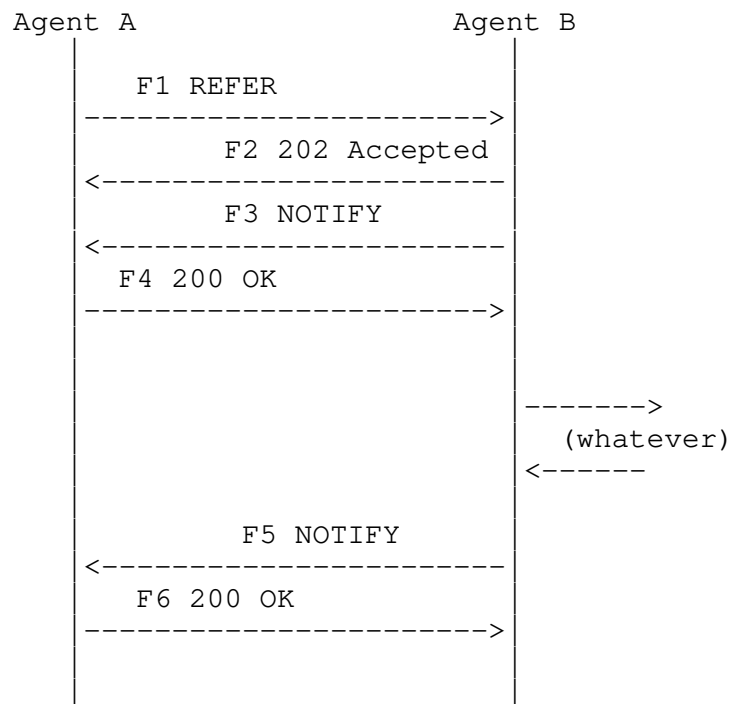 Agent A Agent B
F1 REFER
F2 202 Accepted
F3 NOTIFY
F4 200 OK
(whatever)
F5 NOTIFY
F6 200 OK